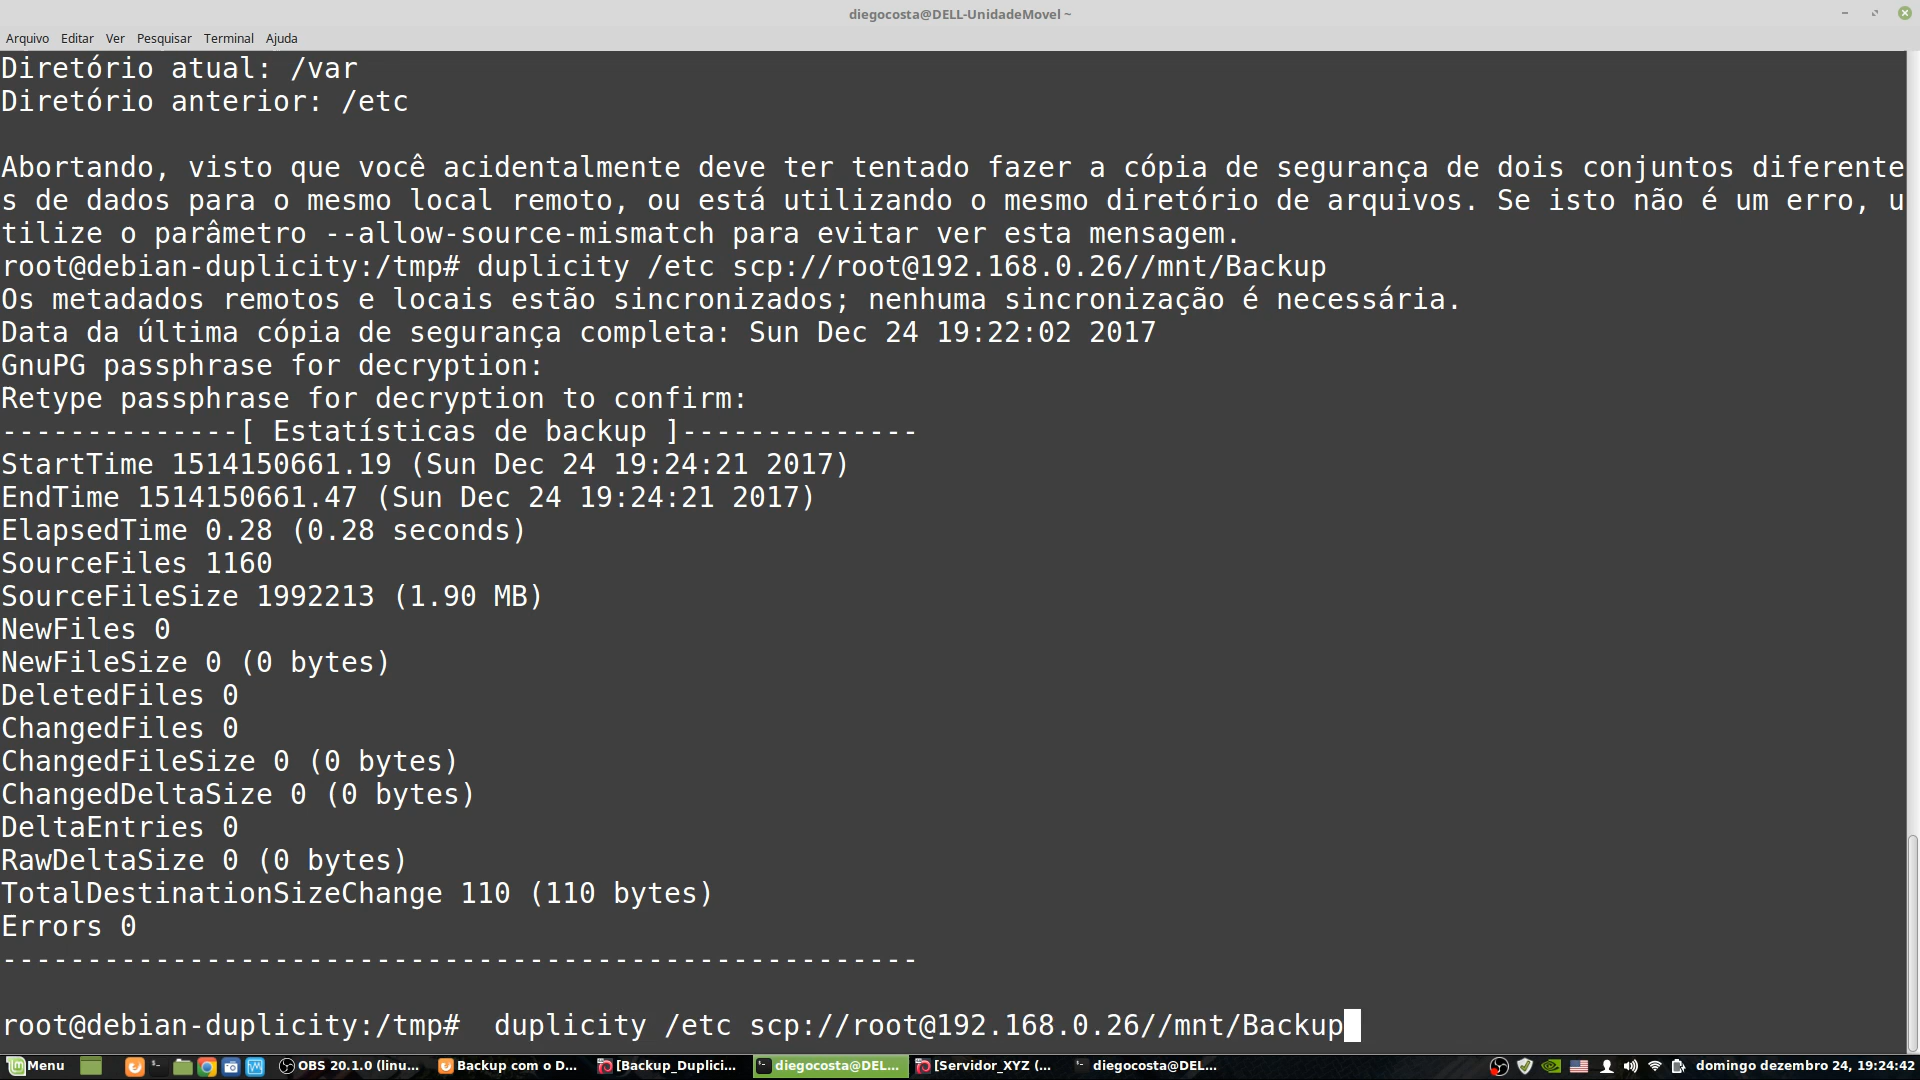 diegocosta@DELL-UnidadeMovel ~
Arquivo Editar Ver Pesquisar Terminal Ajuda
Diretório atual: /var
Diretório anterior: /etc
Abortando, visto que você acidentalmente deve ter tentado fazer a cópia de segurança de dois conjuntos diferente
s de dados para o mesmo local remoto, ou está utilizando o mesmo diretório de arquivos. Se isto não é um erro, u
tilize o parâmetro --allow-source-mismatch para evitar ver esta mensagem.
root@debian-duplicity:/tmp# duplicity /etc scp://root@192.168.0.26//mnt/Backup
Os metadados remotos e locais estão sincronizados; nenhuma sincronização é necessária.
Data da última cópia de segurança completa: Sun Dec 24 19:22:02 2017
GnuPG passphrase for decryption:
Retype passphrase for decryption to confirm:
--------------[ Estatísticas de backup ]--------------
StartTime 1514150661.19 (Sun Dec 24 19:24:21 2017)
EndTime 1514150661.47 (Sun Dec 24 19:24:21 2017)
ElapsedTime 0.28 (0.28 seconds)
SourceFiles 1160
SourceFileSize 1992213 (1.90 MB)
NewFiles 0
NewFileSize 0 (0 bytes)
DeletedFiles 0
ChangedFiles 0
ChangedFileSize 0 (0 bytes)
ChangedDeltaSize 0 (0 bytes)
DeltaEntries 0
RawDeltaSize 0 (0 bytes)
TotalDestinationSizeChange 110 (110 bytes)
Errors 0
------------------------------------------------------
root@debian-duplicity:/tmp#  duplicity /etc scp://root@192.168.0.26//mnt/Backup
Menu OBS 20.1.0 (linu... Backup com o D... [Backup_Duplici... diegocosta@DEL... [Servidor_XYZ (... diegocosta@DEL... domingo dezembro 24, 19:24:42